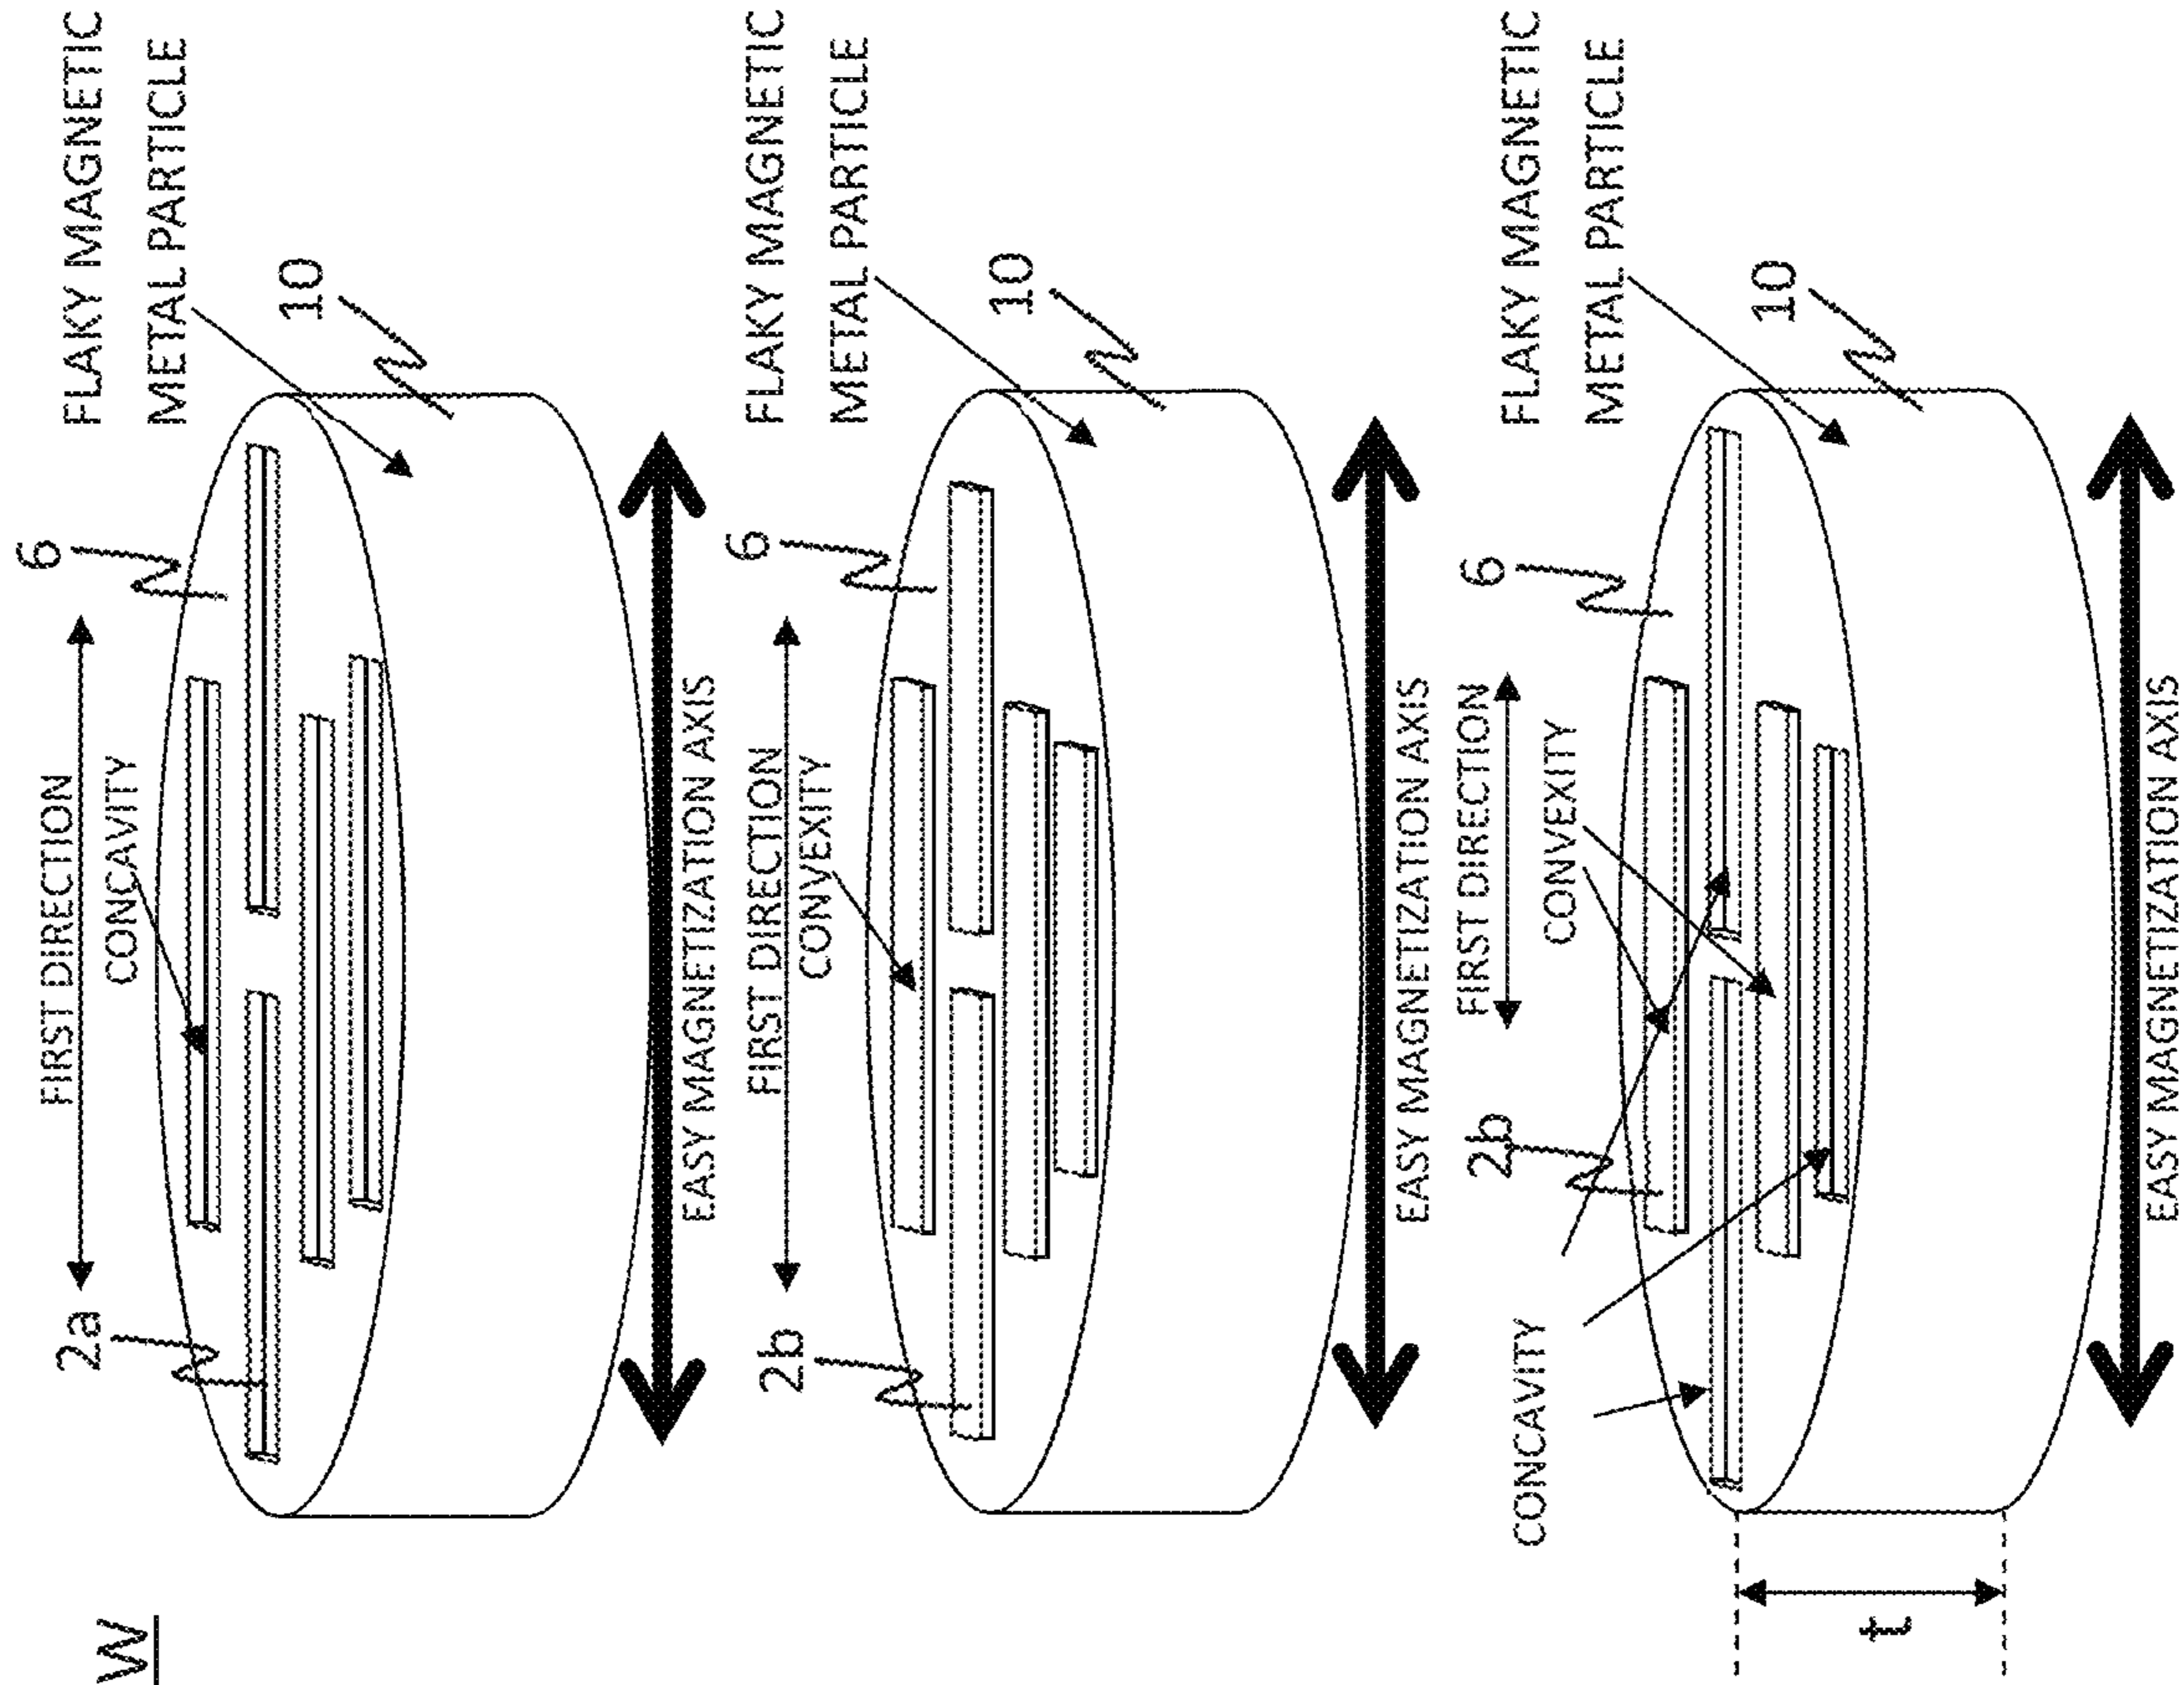 W
FIRST DIRECTION
CONCAVITY
2a
6
FLAKY MAGNETIC
METAL PARTICLE
10
EASY MAGNETIZATION AXIS
FIRST DIRECTION
CONVEXITY
2b
6
FLAKY MAGNETIC
METAL PARTICLE
10
EASY MAGNETIZATION AXIS
FIRST DIRECTION
CONVEXITY
2b
CONCAVITY
6
FLAKY MAGNETIC
METAL PARTICLE
10
t
EASY MAGNETIZATION AXIS